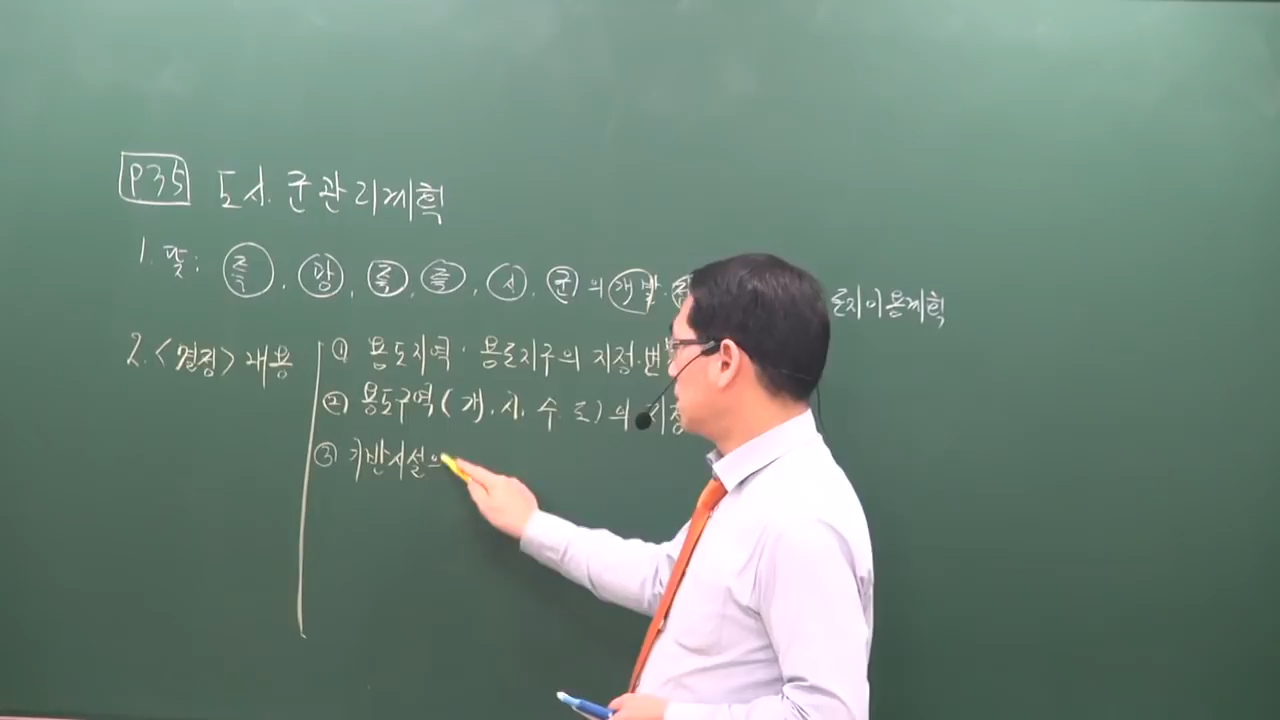 P35 도시.군관리계획
1. 뜻: 특. 광. 특. 특. 시. 군의 개발. 토지이용계획
2. <결정> 내용
① 용도지역. 용도지구의 지정.변
② 용도구역(개. 시. 수. 도)의 지정
③ 기반시설의